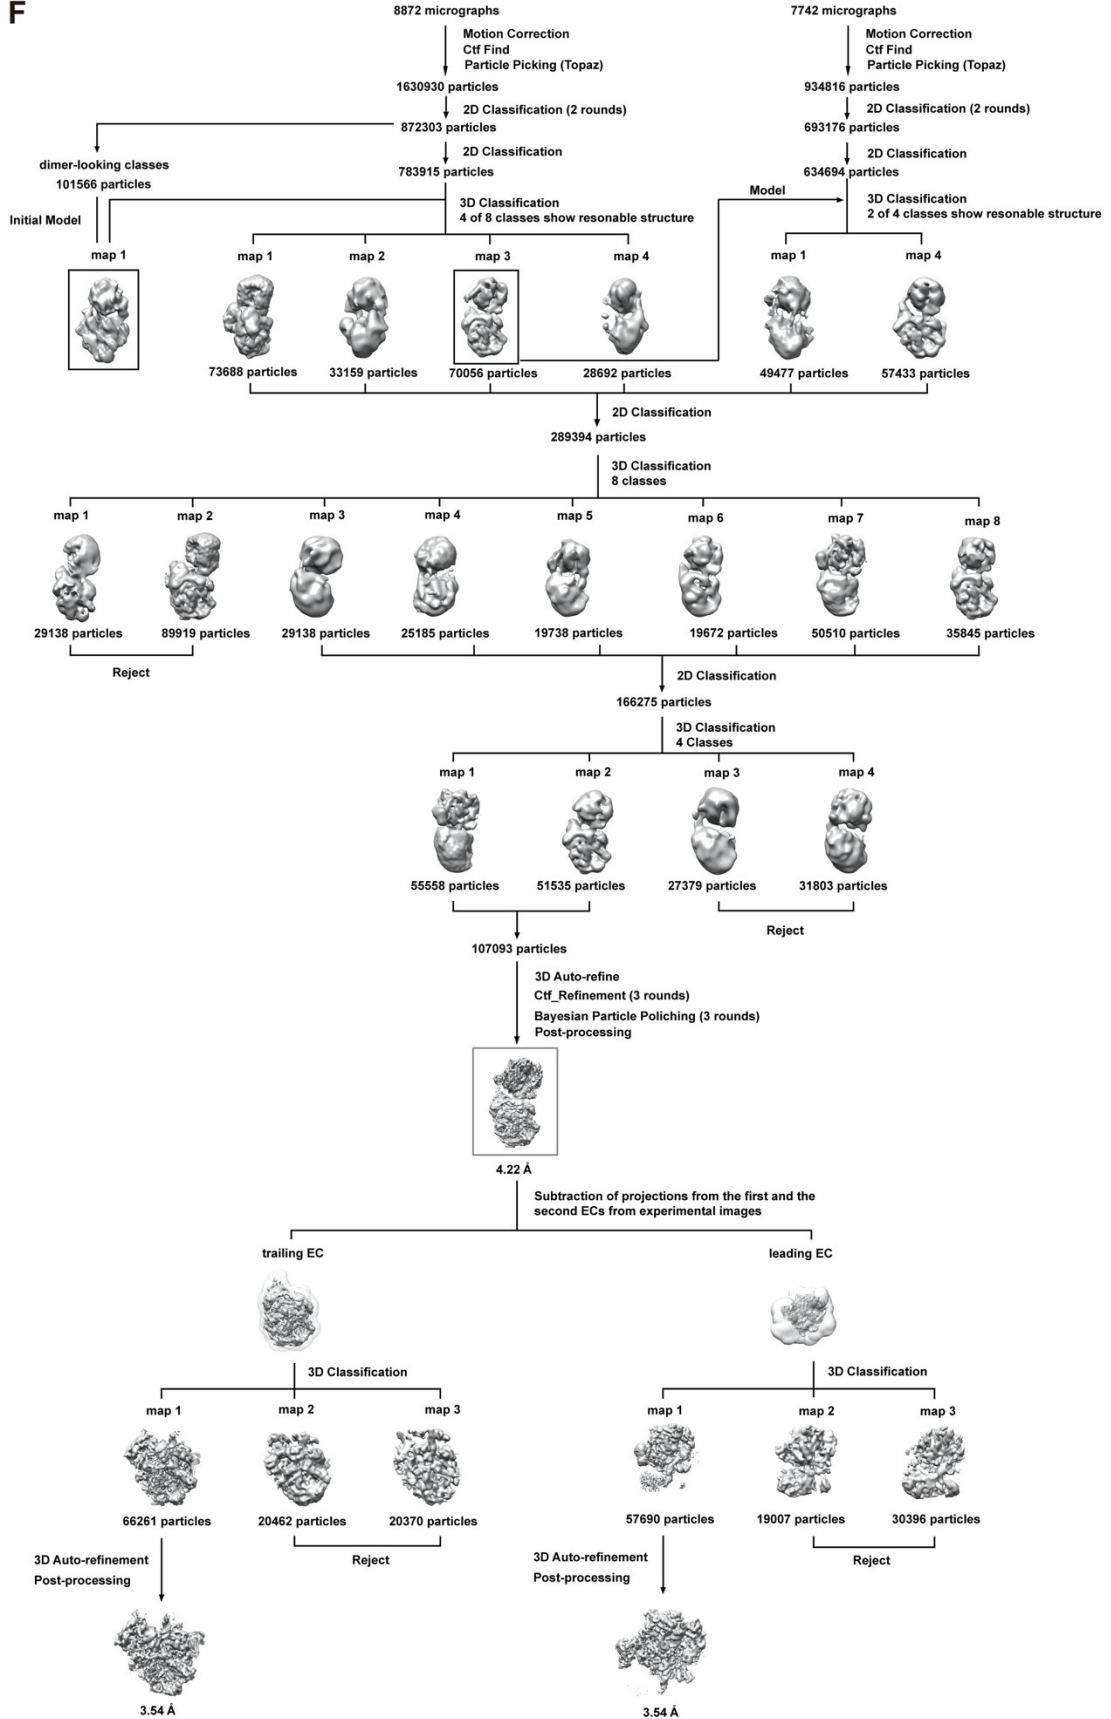 F
8872 micrographs
7742 micrographs
Motion Correction
Ctf Find
Particle Picking (Topaz)
Motion Correction
Ctf Find
Particle Picking (Topaz)
1630930 particles
934816 particles
2D Classification (2 rounds)
2D Classification (2 rounds)
872303 particles
693176 particles
dimer-looking classes
101566 particles
2D Classification
2D Classification
783915 particles
634694 particles
Initial Model
Model
3D Classification
4 of 8 classes show resonable structure
3D Classification
2 of 4 classes show resonable structure
map 1
map 1
map 2
map 3
map 4
map 1
map 4
73688 particles
33159 particles
70056 particles
28692 particles
49477 particles
57433 particles
2D Classification
289394 particles
3D Classification
8 classes
map 1
map 2
map 3
map 4
map 5
map 6
map 7
map 8
29138 particles
89919 particles
29138 particles
25185 particles
19738 particles
19672 particles
50510 particles
35845 particles
Reject
2D Classification
166275 particles
3D Classification
4 Classes
map 1
map 2
map 3
map 4
55558 particles
51535 particles
27379 particles
31803 particles
Reject
107093 particles
3D Auto-refine
Ctf_Refinement (3 rounds)
Bayesian Particle Poliching (3 rounds)
Post-processing
4.22 Å
Subtraction of projections from the first and the
second ECs from experimental images
trailing EC
leading EC
3D Classification
3D Classification
map 1
map 2
map 3
map 1
map 2
map 3
66261 particles
20462 particles
20370 particles
57690 particles
19007 particles
30396 particles
Reject
Reject
3D Auto-refinement
Post-processing
3D Auto-refinement
Post-processing
3.54 Å
3.54 Å